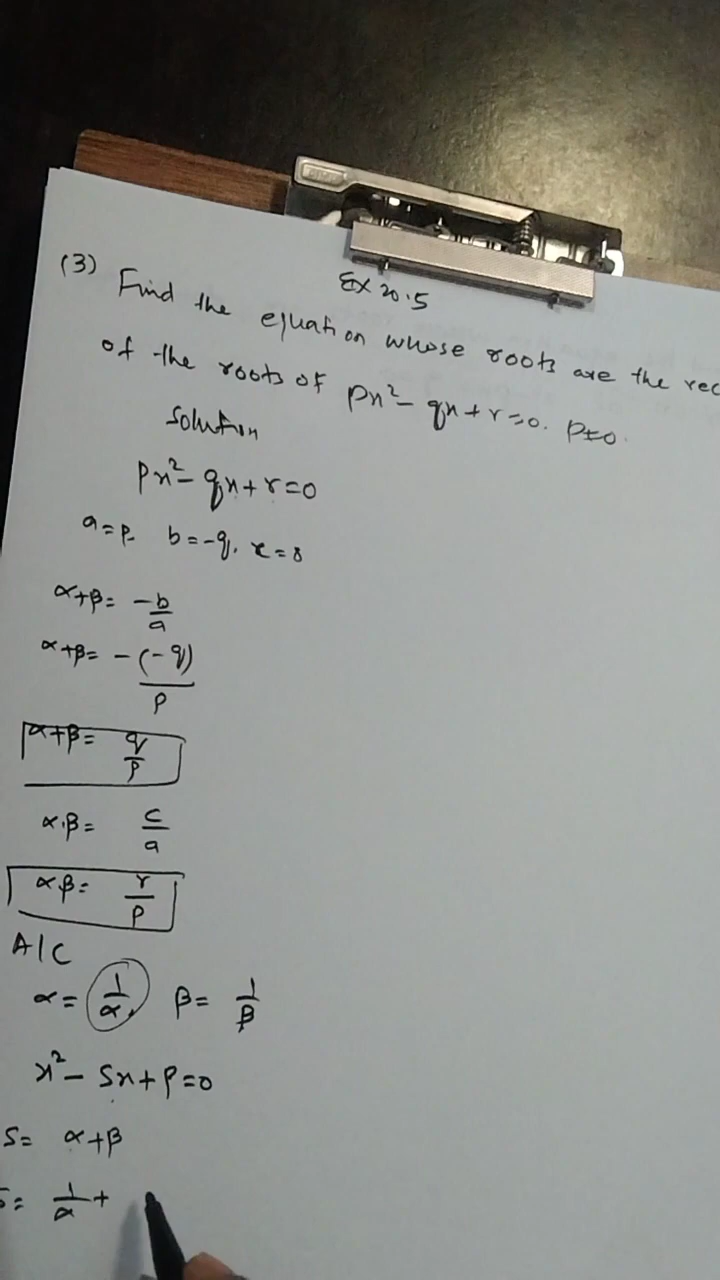 Ex 20.5
(3) Find the equation whose roots are the rec
of the roots of px² - qx + r = 0. p≠0.
Solution
px² - qx + r = 0
a = p. b = -q, c = r
α+β = -b/a
α+β = -(-q)/p
α+β = q/p
α.β = c/a
αβ = r/p
A/C
α = 1/α, β = 1/β
x² - Sx + P = 0
S = α+β
S = 1/α +